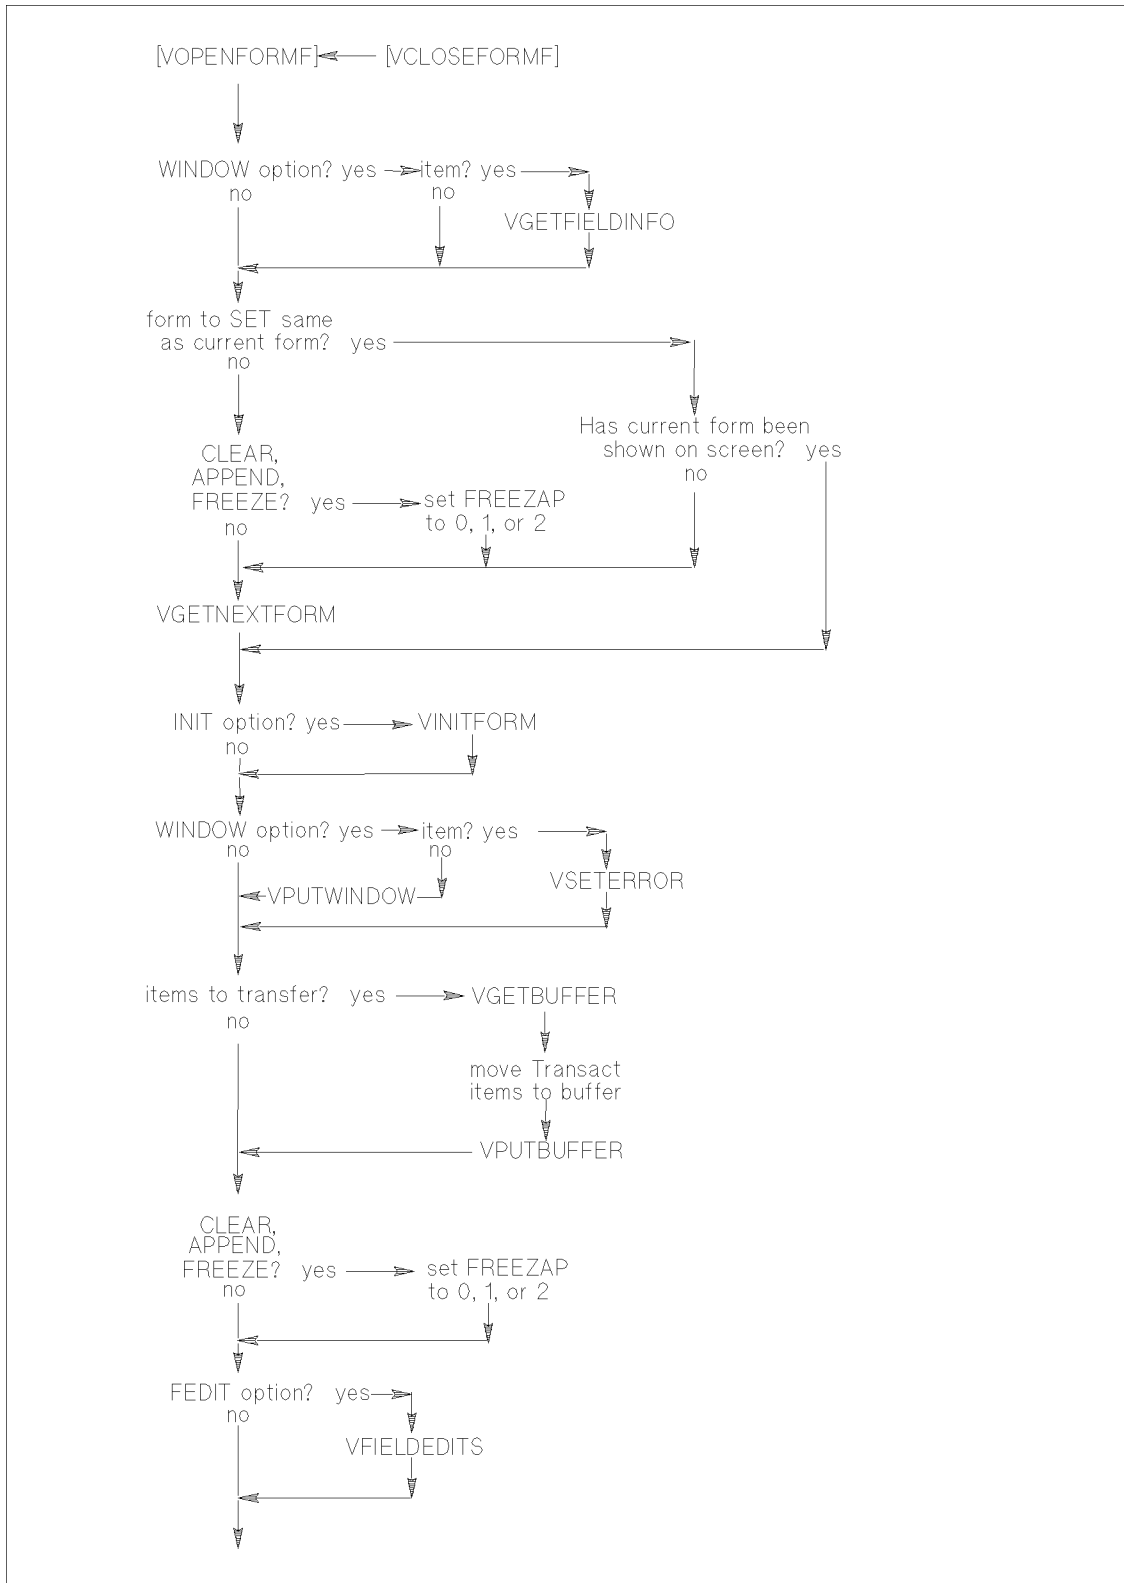 [VOPENFORMF] [VCLOSEFORMF]
WINDOW option? yes item? yes
no no
VGETFIELDINFO
form to SET same
as current form? yes
no
Has current form been
shown on screen? yes
no
CLEAR,
APPEND,
FREEZE? yes set FREEZAP
to 0, 1, or 2
no
VGETNEXTFORM
INIT option? yes VINITFORM
no
WINDOW option? yes item? yes
no no
VSETERROR
VPUTWINDOW
items to transfer? yes VGETBUFFER
no
move Transact
items to buffer
VPUTBUFFER
CLEAR,
APPEND,
FREEZE? yes set FREEZAP
no to 0, 1, or 2
FEDIT option? yes
no
VFIELDEDITS